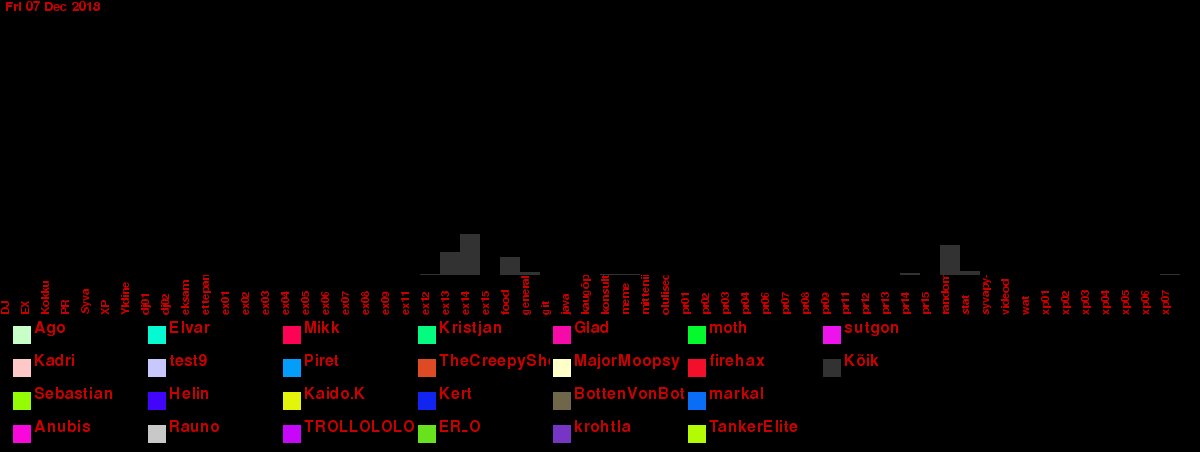 Fri 07 Dec 2018
DJ EX Kokku PR Syva XP Yldine dj01 dj02 eksam ettepan ex01 ex02 ex03 ex04 ex05 ex06 ex07 ex08 ex09 ex11 ex12 ex13 ex14 ex15 food general git java kaugõp konsult meme mitteni olulisec pr01 pr02 pr03 pr04 pr06 pr07 pr08 pr09 pr11 pr12 pr13 pr14 pr15 random stat syvapy- videod wat xp01 xp02 xp03 xp04 xp05 xp06 xp07
Ago Elvar Mikk Kristjan Glad moth sutgon
Kadri test9 Piret TheCreepySh MajorMoopsy firehax Kõik
Sebastian Helin Kaido.K Kert BottenVonBot markal
Anubis Rauno TROLLOLOLO ER_O krohtla TankerElite